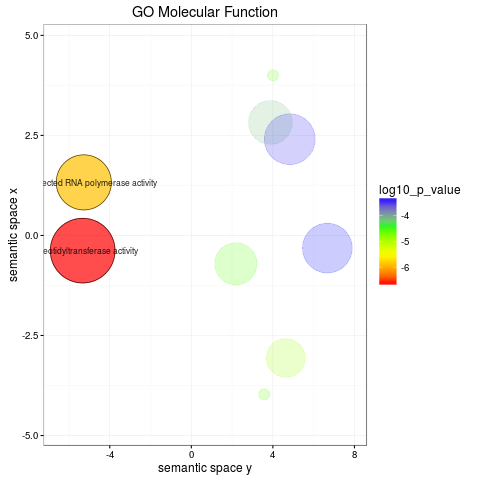 GO Molecular Function
5.0
2.5
0.0
-2.5
-5.0
semantic space x
ected RNA polymerase activity
eotidyltransferase activity
-4
0
4
8
semantic space y
log10_p_value
-4
-5
-6